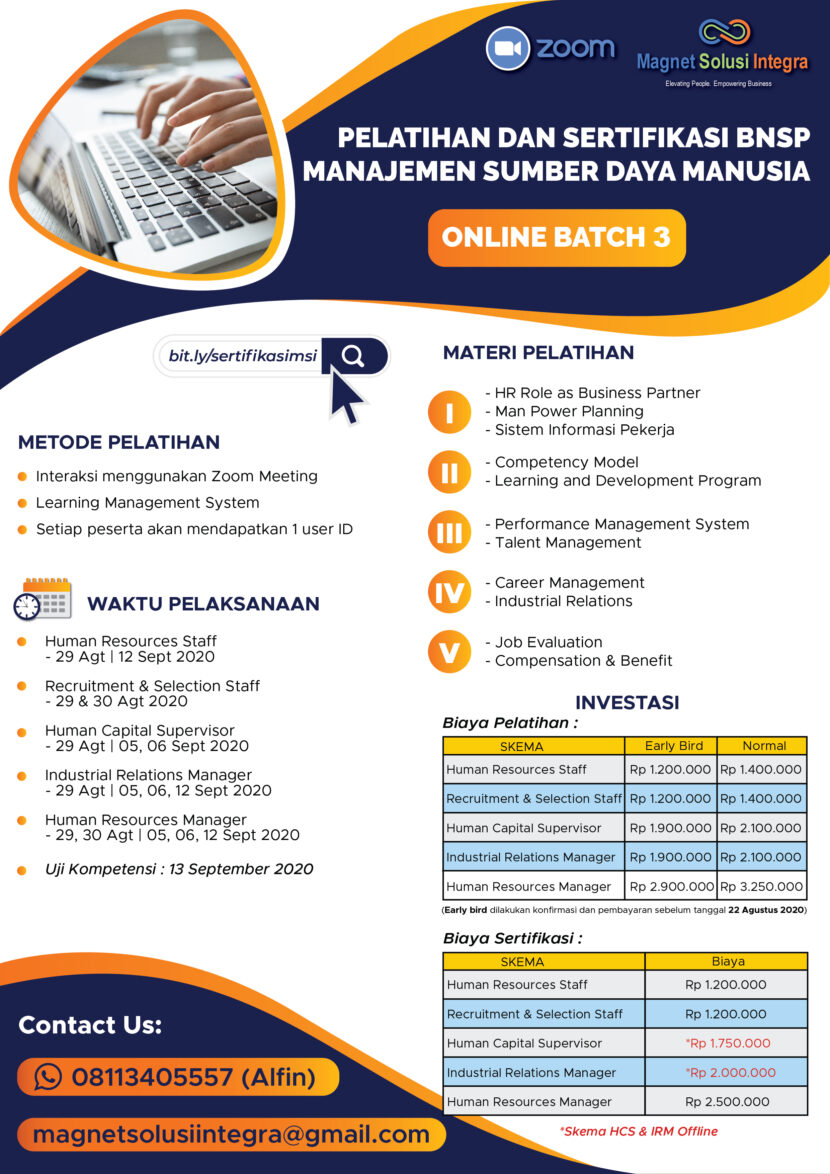 zoom
Magnet Solusi Integra
Elevating People. Empowering Business
PELATIHAN DAN SERTIFIKASI BNSP
MANAJEMEN SUMBER DAYA MANUSIA
ONLINE BATCH 3
bit.ly/sertifikasimsi
METODE PELATIHAN
Interaksi menggunakan Zoom Meeting
Learning Management System
Setiap peserta akan mendapatkan 1 user ID
WAKTU PELAKSANAAN
Human Resources Staff
- 29 Agt | 12 Sept 2020
Recruitment & Selection Staff
- 29 & 30 Agt 2020
Human Capital Supervisor
- 29 Agt | 05, 06 Sept 2020
Industrial Relations Manager
- 29 Agt | 05, 06, 12 Sept 2020
Human Resources Manager
- 29, 30 Agt | 05, 06, 12 Sept 2020
Uji Kompetensi : 13 September 2020
MATERI PELATIHAN
I
- HR Role as Business Partner
- Man Power Planning
- Sistem Informasi Pekerja
II
- Competency Model
- Learning and Development Program
III
- Performance Management System
- Talent Management
IV
- Career Management
- Industrial Relations
V
- Job Evaluation
- Compensation & Benefit
INVESTASI
Biaya Pelatihan :
SKEMA Early Bird Normal
Human Resources Staff Rp 1.200.000 Rp 1.400.000
Recruitment & Selection Staff Rp 1.200.000 Rp 1.400.000
Human Capital Supervisor Rp 1.900.000 Rp 2.100.000
Industrial Relations Manager Rp 1.900.000 Rp 2.100.000
Human Resources Manager Rp 2.900.000 Rp 3.250.000
(Early bird dilakukan konfirmasi dan pembayaran sebelum tanggal 22 Agustus 2020)
Biaya Sertifikasi :
SKEMA Biaya
Human Resources Staff Rp 1.200.000
Recruitment & Selection Staff Rp 1.200.000
Human Capital Supervisor *Rp 1.750.000
Industrial Relations Manager *Rp 2.000.000
Human Resources Manager Rp 2.500.000
*Skema HCS & IRM Offline
Contact Us:
08113405557 (Alfin)
magnetsolusiintegra@gmail.com